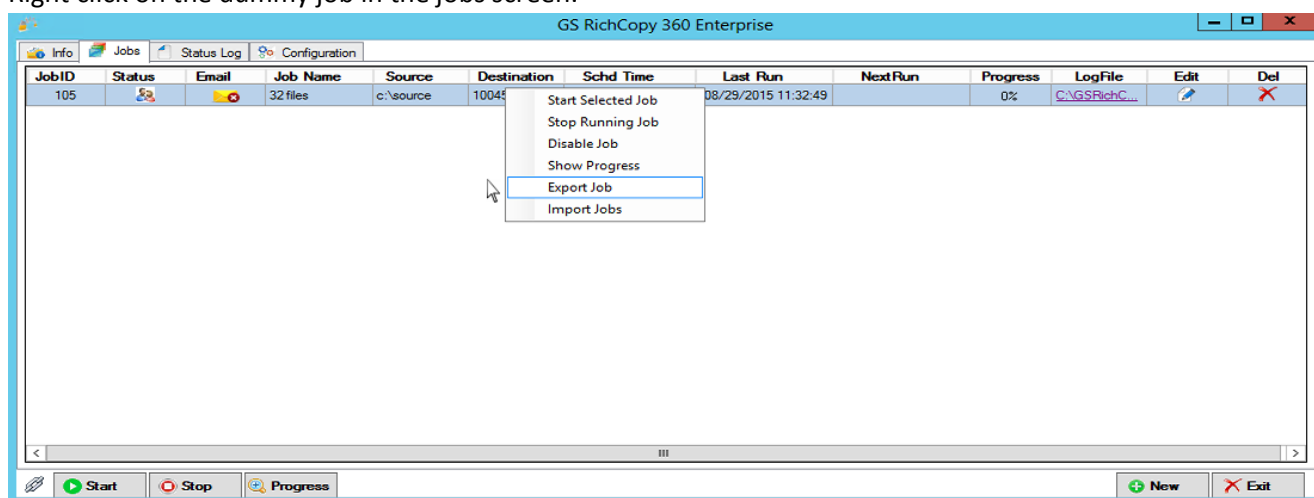 Right click on the dummy job in the jobs screen.
GS RichCopy 360 Enterprise
Info Jobs Status Log Configuration
JobID Status Email Job Name Source Destination Schd Time Last Run NextRun Progress LogFile Edit Del
105 32 files c:\source 10045 08/29/2015 11:32:49 0% C:\GSRichC...
Start Selected Job
Stop Running Job
Disable Job
Show Progress
Export Job
Import Jobs
Start Stop Progress New Exit